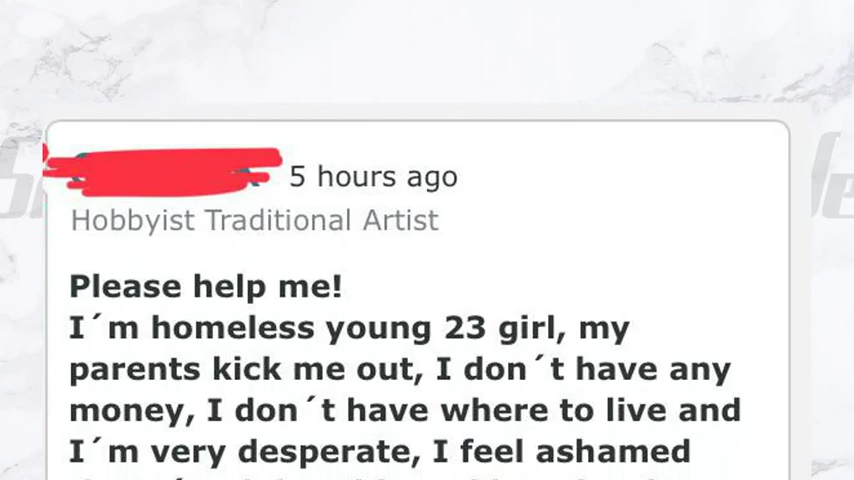 5 hours ago
Hobbyist Traditional Artist
Please help me!
I´m homeless young 23 girl, my
parents kick me out, I don´t have any
money, I don´t have where to live and
I´m very desperate, I feel ashamed